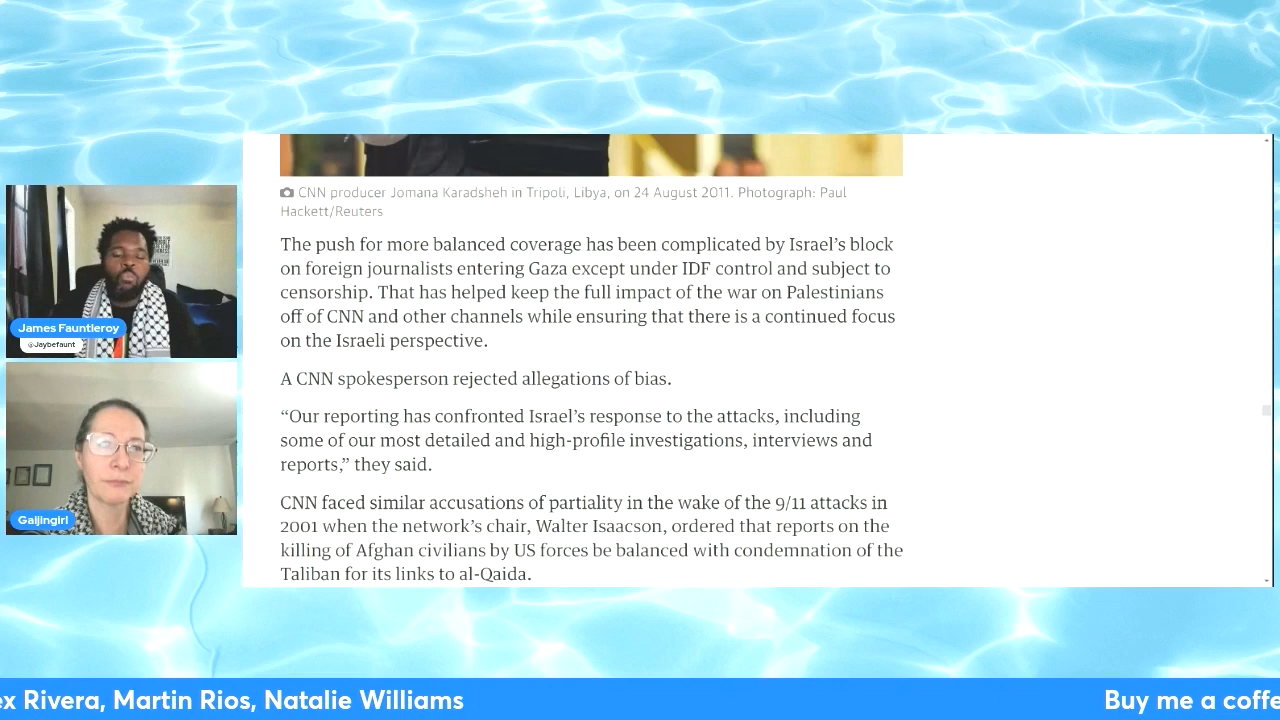 CNN producer Jomana Karadsheh in Tripoli, Libya, on 24 August 2011. Photograph: Paul
Hackett/Reuters
The push for more balanced coverage has been complicated by Israel’s block
on foreign journalists entering Gaza except under IDF control and subject to
censorship. That has helped keep the full impact of the war on Palestinians
off of CNN and other channels while ensuring that there is a continued focus
on the Israeli perspective.
A CNN spokesperson rejected allegations of bias.
“Our reporting has confronted Israel’s response to the attacks, including
some of our most detailed and high-profile investigations, interviews and
reports,” they said.
CNN faced similar accusations of partiality in the wake of the 9/11 attacks in
2001 when the network’s chair, Walter Isaacson, ordered that reports on the
killing of Afghan civilians by US forces be balanced with condemnation of the
Taliban for its links to al-Qaida.
James Fauntleroy
@Jaybefaunt
Gaijingirl
ex Rivera, Martin Rios, Natalie Williams
Buy me a coffe